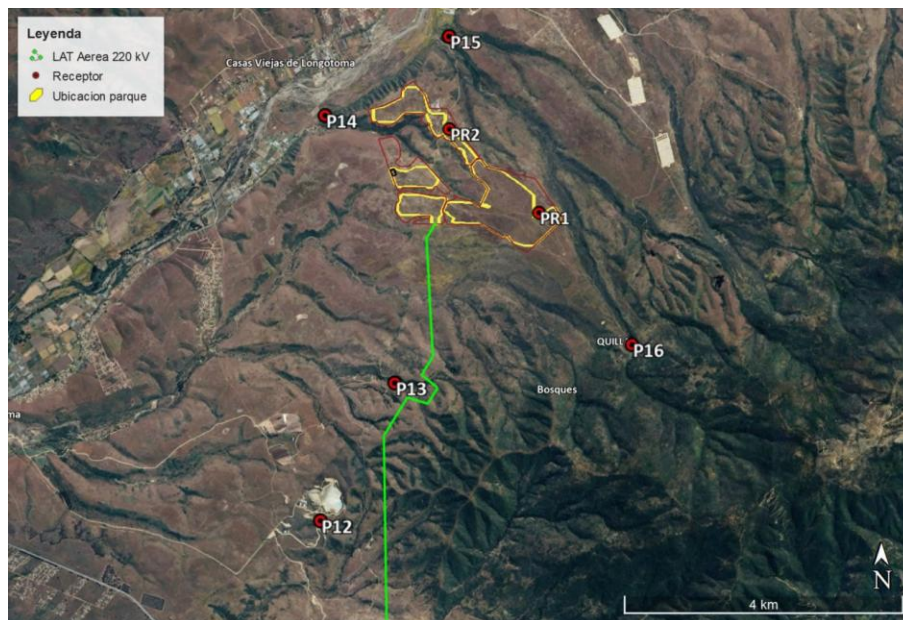 Leyenda
LAT Aerea 220 kV
Receptor
Ubicacion parque
P15
Casas Viejas de Longotoma
P14
PR2
PR1
QUILL
P16
P13
Bosques
ma
P12
N
4 km